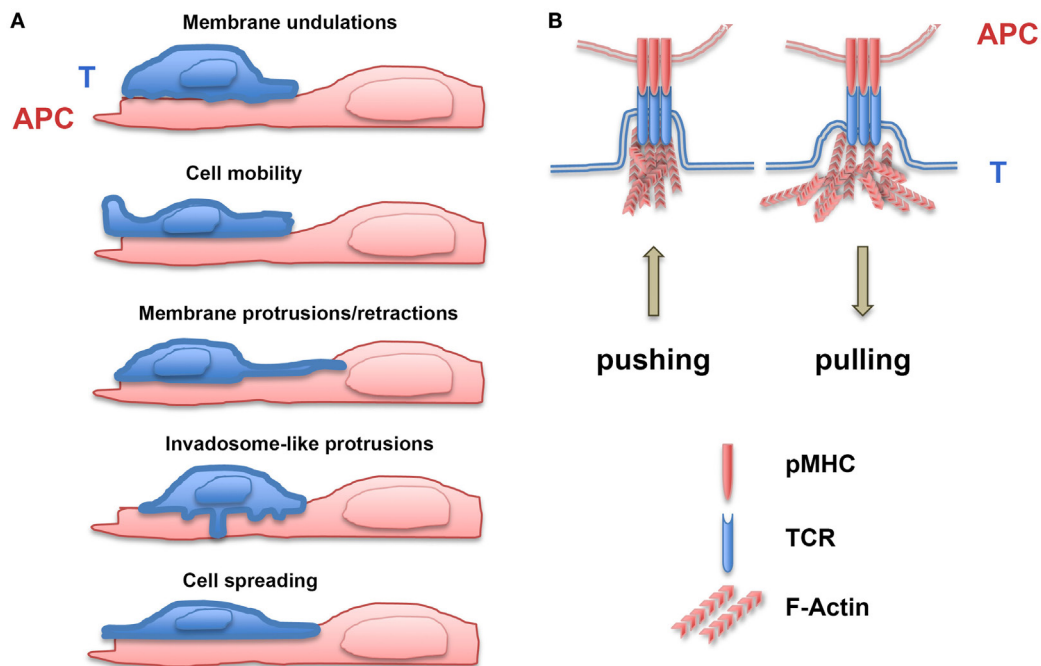 A
Membrane undulations
T
APC
Cell mobility
Membrane protrusions/retractions
Invadosome-like protrusions
Cell spreading
B
APC
T
pushing
pulling
pMHC
TCR
F-Actin